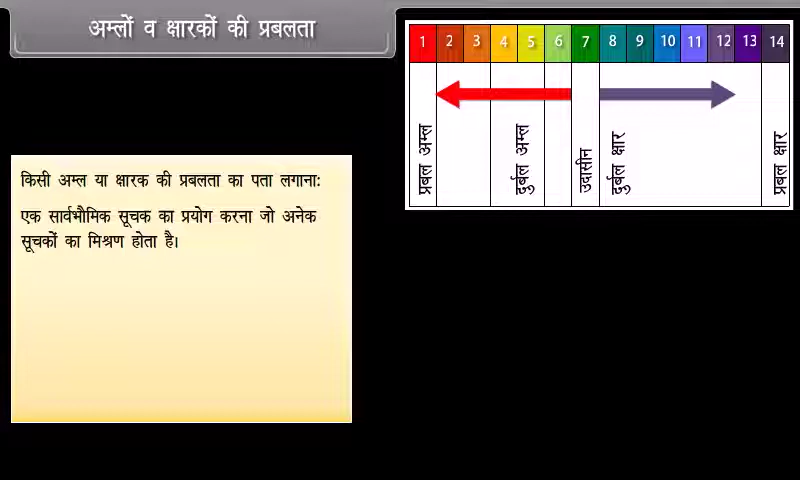 अम्लों व क्षारकों की प्रबलता
1 2 3 4 5 6 7 8 9 10 11 12 13 14
प्रबल अम्ल
दुर्बल अम्ल
उदासीन
दुर्बल क्षार
प्रबल क्षार
किसी अम्ल या क्षारक की प्रबलता का पता लगानाः
एक सार्वभौमिक सूचक का प्रयोग करना जो अनेक
सूचकों का मिश्रण होता है।